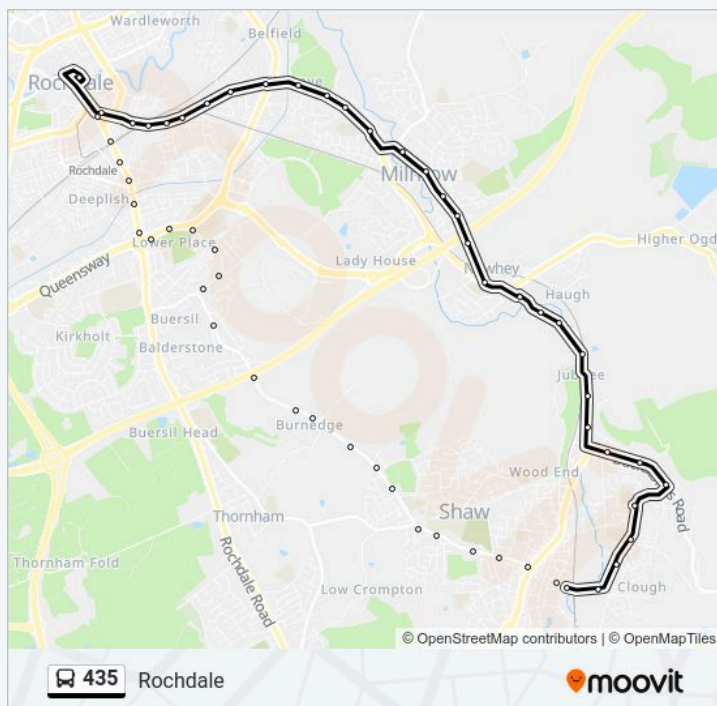 Wardleworth
Belfield
Rochdale
Milnrow
Rochdale
Deeplish
Lower Place
Queensway
Lady House
Newhey
Higher Ogd
Haugh
Buersil
Kirkholt
Balderstone
Jubilee
Burnedge
Buersil Head
Wood End
Shaw
Road
Thornham
Rochdale Road
Thornham Fold
Low Crompton
Clough
© OpenStreetMap contributors | © OpenMapTiles
435 Rochdale
moovit